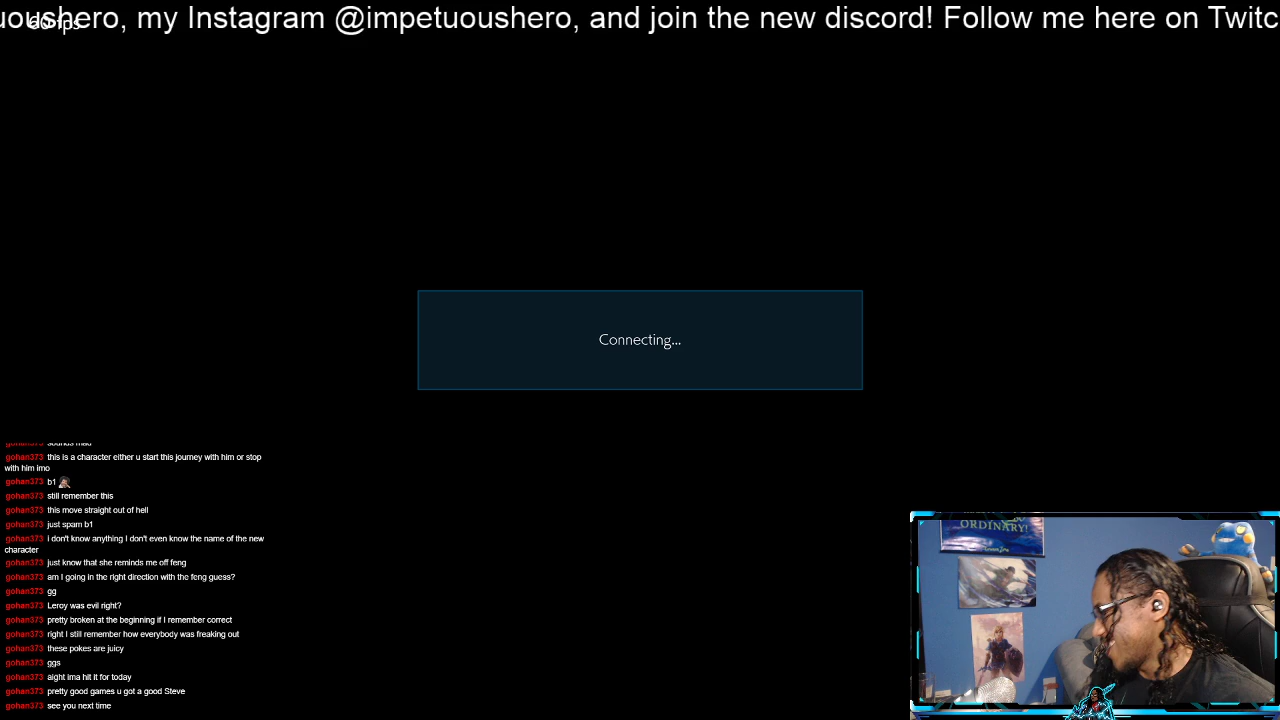 uoushero, my Instagram @impetuoushero, and join the new discord! Follow me here on Twitc
60 fps
Connecting...
gohan373 sounds mad
gohan373 this is a character either u start this journey with him or stop
with him imo
gohan373 b1
gohan373 still remember this
gohan373 this move straight out of hell
gohan373 just spam b1
gohan373 i don't know anything I don't even know the name of the new
character
gohan373 just know that she reminds me off feng
gohan373 am I going in the right direction with the feng guess?
gohan373 gg
gohan373 Leroy was evil right?
gohan373 pretty broken at the beginning if I remember correct
gohan373 right I still remember how everybody was freaking out
gohan373 these pokes are juicy
gohan373 ggs
gohan373 aight ima hit it for today
gohan373 pretty good games u got a good Steve
gohan373 see you next time
ORDINARY!